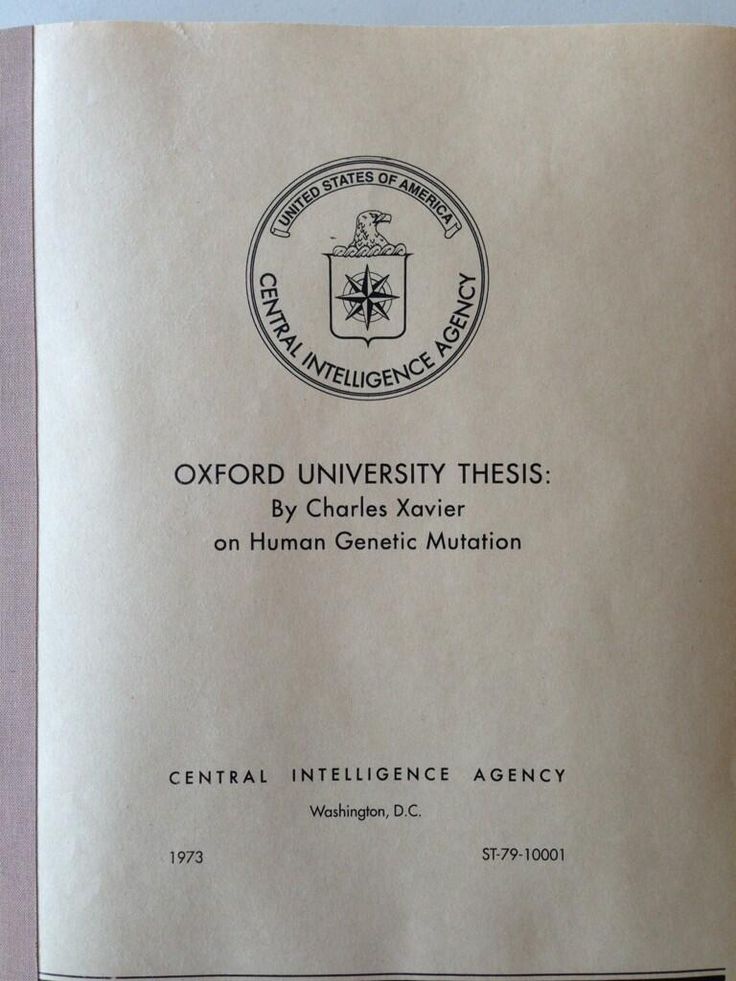 UNITED STATES OF AMERICA
CENTRAL INTELLIGENCE AGENCY
OXFORD UNIVERSITY THESIS:
By Charles Xavier
on Human Genetic Mutation
CENTRAL INTELLIGENCE AGENCY
Washington, D.C.
1973 ST-79-10001